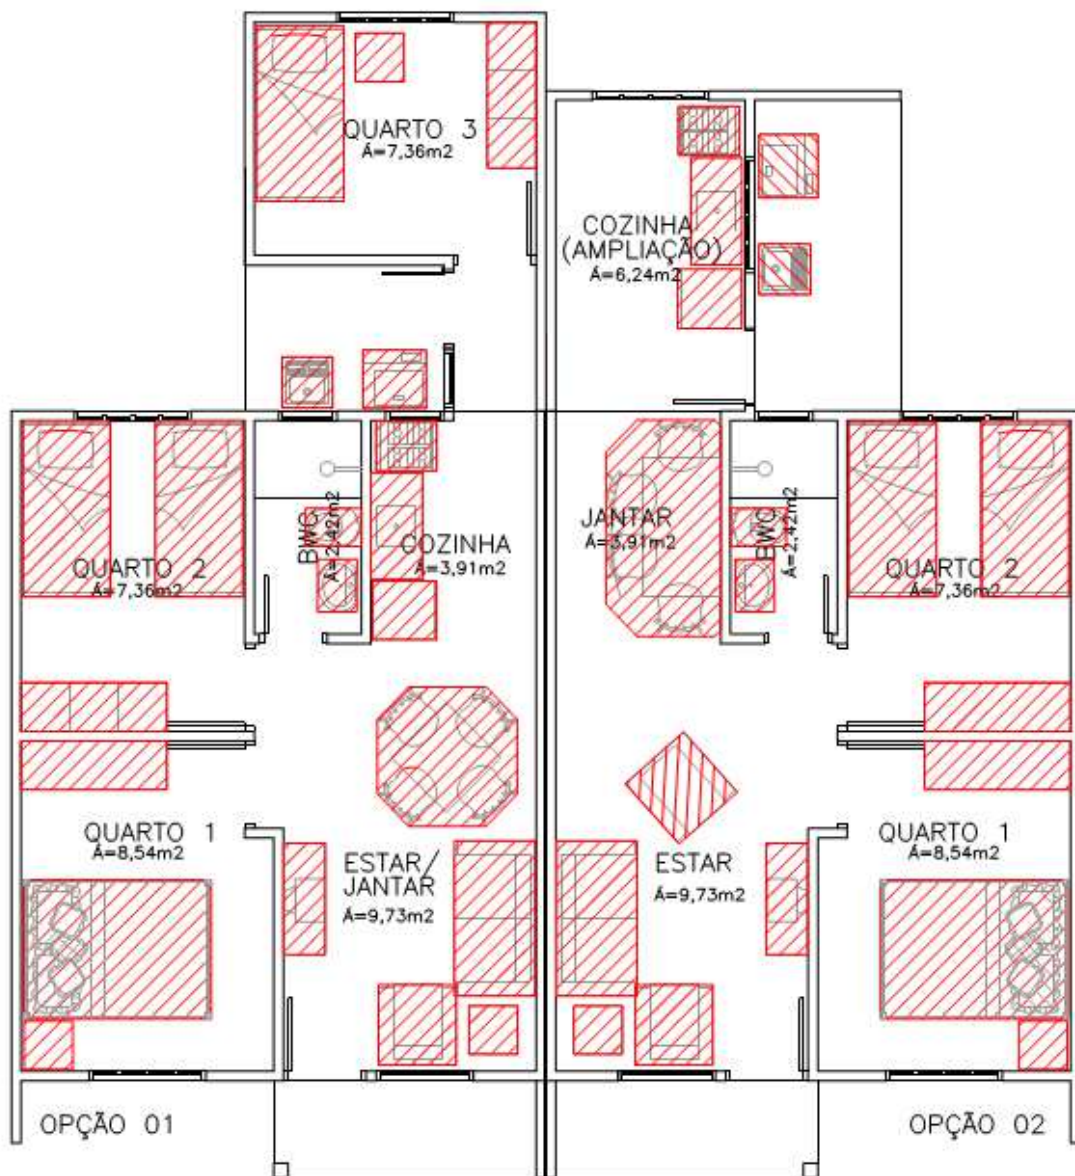 QUARTO 3
Á=7,36m2
COZINHA
(AMPLIAÇÃO)
Á=6,24m2
QUARTO 2
Á=7,36m2
BWC
Á=2,42m2
COZINHA
Á=3,91m2
JANTAR
Á=3,91m2
BWC
Á=2,42m2
QUARTO 2
Á=7,36m2
QUARTO 1
Á=8,54m2
ESTAR/
JANTAR
Á=9,73m2
ESTAR
Á=9,73m2
QUARTO 1
Á=8,54m2
OPÇÃO 01
OPÇÃO 02